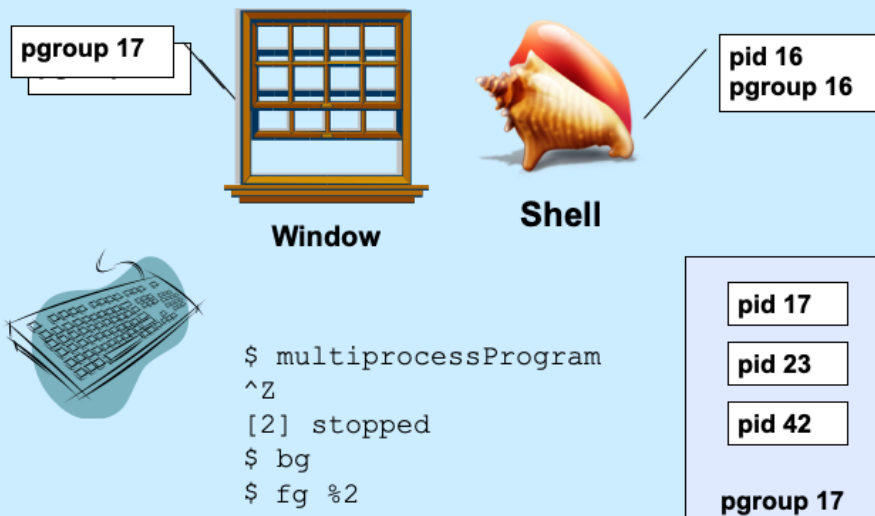 pgroup 17
pid 16
pgroup 16
Window
Shell
$ multiprocessProgram
^Z
[2] stopped
$ bg
$ fg %2
pid 17
pid 23
pid 42
pgroup 17